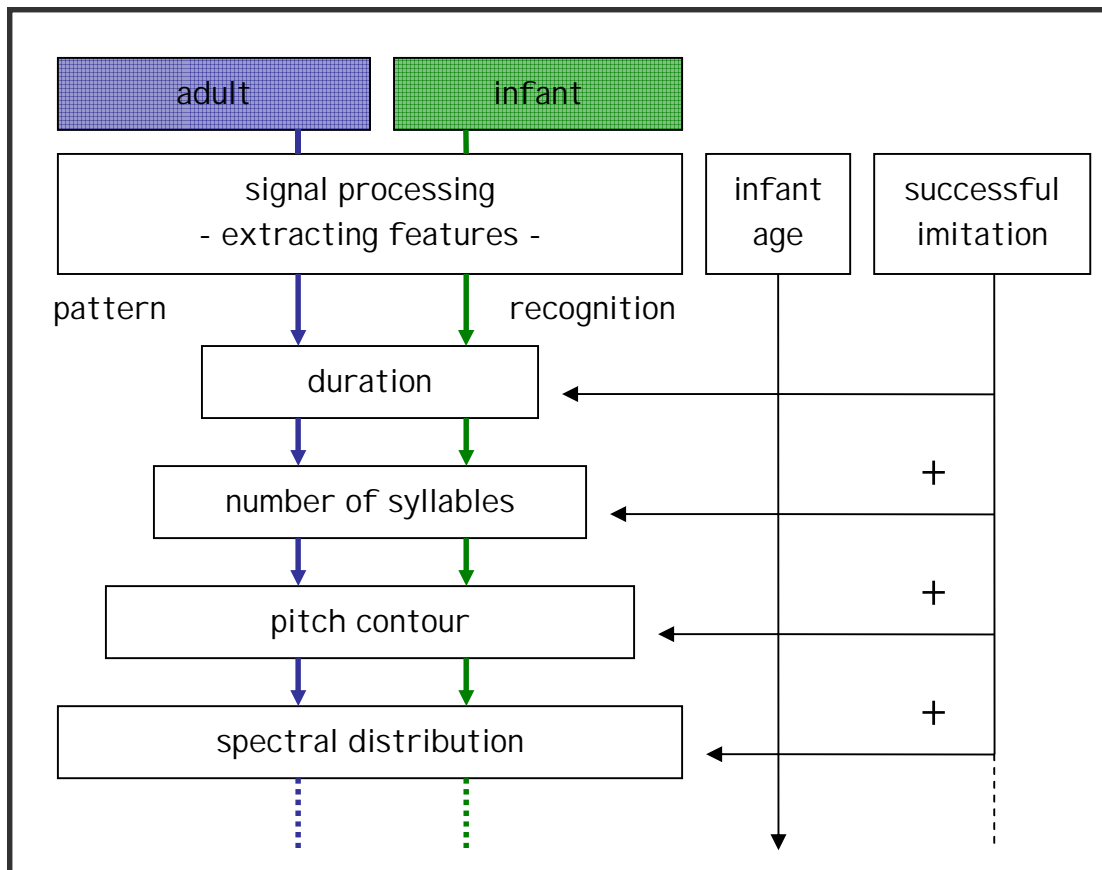 adult
infant
signal processing
- extracting features -
infant
age
successful
imitation
pattern
recognition
duration
+
number of syllables
+
pitch contour
+
spectral distribution